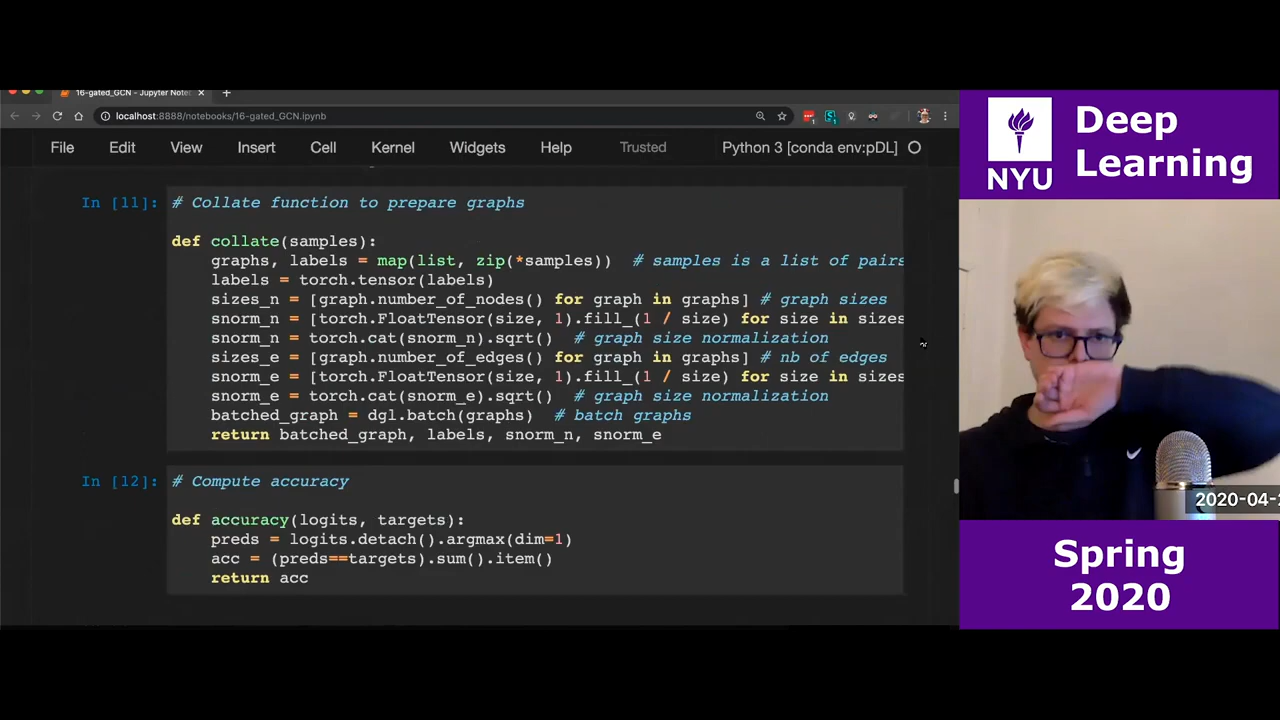 16-gated_GCN - Jupyter Note
localhost:8888/notebooks/16-gated_GCN.ipynb
File Edit View Insert Cell Kernel Widgets Help Trusted Python 3 [conda env:pDL]
In [11]:
# Collate function to prepare graphs
def collate(samples):
graphs, labels = map(list, zip(*samples))  # samples is a list of pairs
labels = torch.tensor(labels)
sizes_n = [graph.number_of_nodes() for graph in graphs] # graph sizes
snorm_n = [torch.FloatTensor(size, 1).fill_(1 / size) for size in sizes
snorm_n = torch.cat(snorm_n).sqrt()  # graph size normalization
sizes_e = [graph.number_of_edges() for graph in graphs] # nb of edges
snorm_e = [torch.FloatTensor(size, 1).fill_(1 / size) for size in sizes
snorm_e = torch.cat(snorm_e).sqrt()  # graph size normalization
batched_graph = dgl.batch(graphs)  # batch graphs
return batched_graph, labels, snorm_n, snorm_e
In [12]:
# Compute accuracy
def accuracy(logits, targets):
preds = logits.detach().argmax(dim=1)
acc = (preds==targets).sum().item()
return acc
NYU
Deep
Learning
2020-04-2
Spring
2020